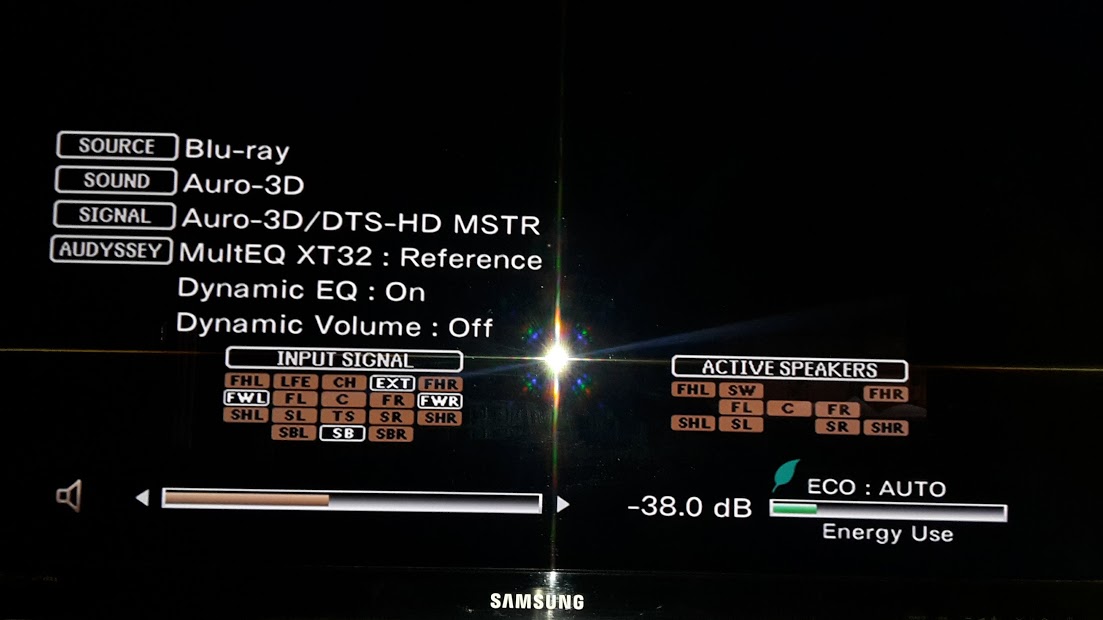 SOURCE Blu-ray
SOUND Auro-3D
SIGNAL Auro-3D/DTS-HD MSTR
AUDYSSEY MultEQ XT32 : Reference
Dynamic EQ : On
Dynamic Volume : Off
INPUT SIGNAL
FHL LFE CH EXT FHR
FWL FL C FR FWR
SHL SL TS SR SHR
SBL SB SBR
ACTIVE SPEAKERS
FHL SW FHR
FL C FR
SHL SL SR SHR
-38.0 dB
ECO : AUTO
Energy Use
SAMSUNG